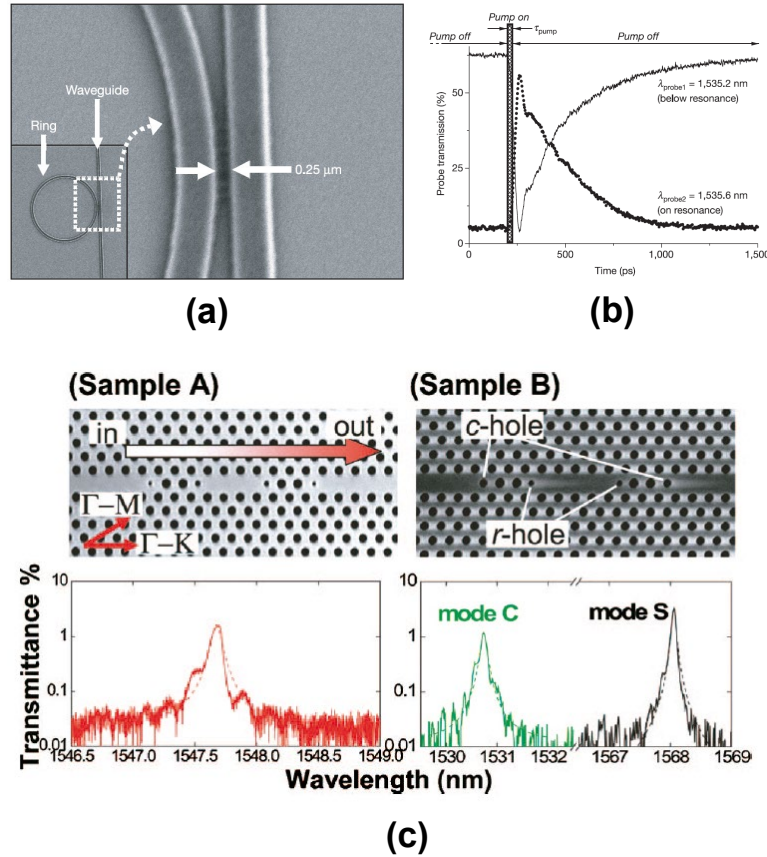 Waveguide
Ring
0.25 μm
(a)
Pump on
τpump
Pump off
Pump off
Probe transmission (%)
50
25
0
λprobe1 = 1,535.2 nm
(below resonance)
λprobe2 = 1,535.6 nm
(on resonance)
0
500
1,000
1,500
Time (ps)
(b)
(Sample A)
in
out
Γ–M
Γ–K
(Sample B)
c-hole
r-hole
Transmittance %
10
1
0.1
0.01
1546.5 1547.0 1547.5 1548.0 1548.5 1549.0
10
1
0.1
0.01
mode C
mode S
1530 1531 1532 1567 1568 1569
Wavelength (nm)
(c)